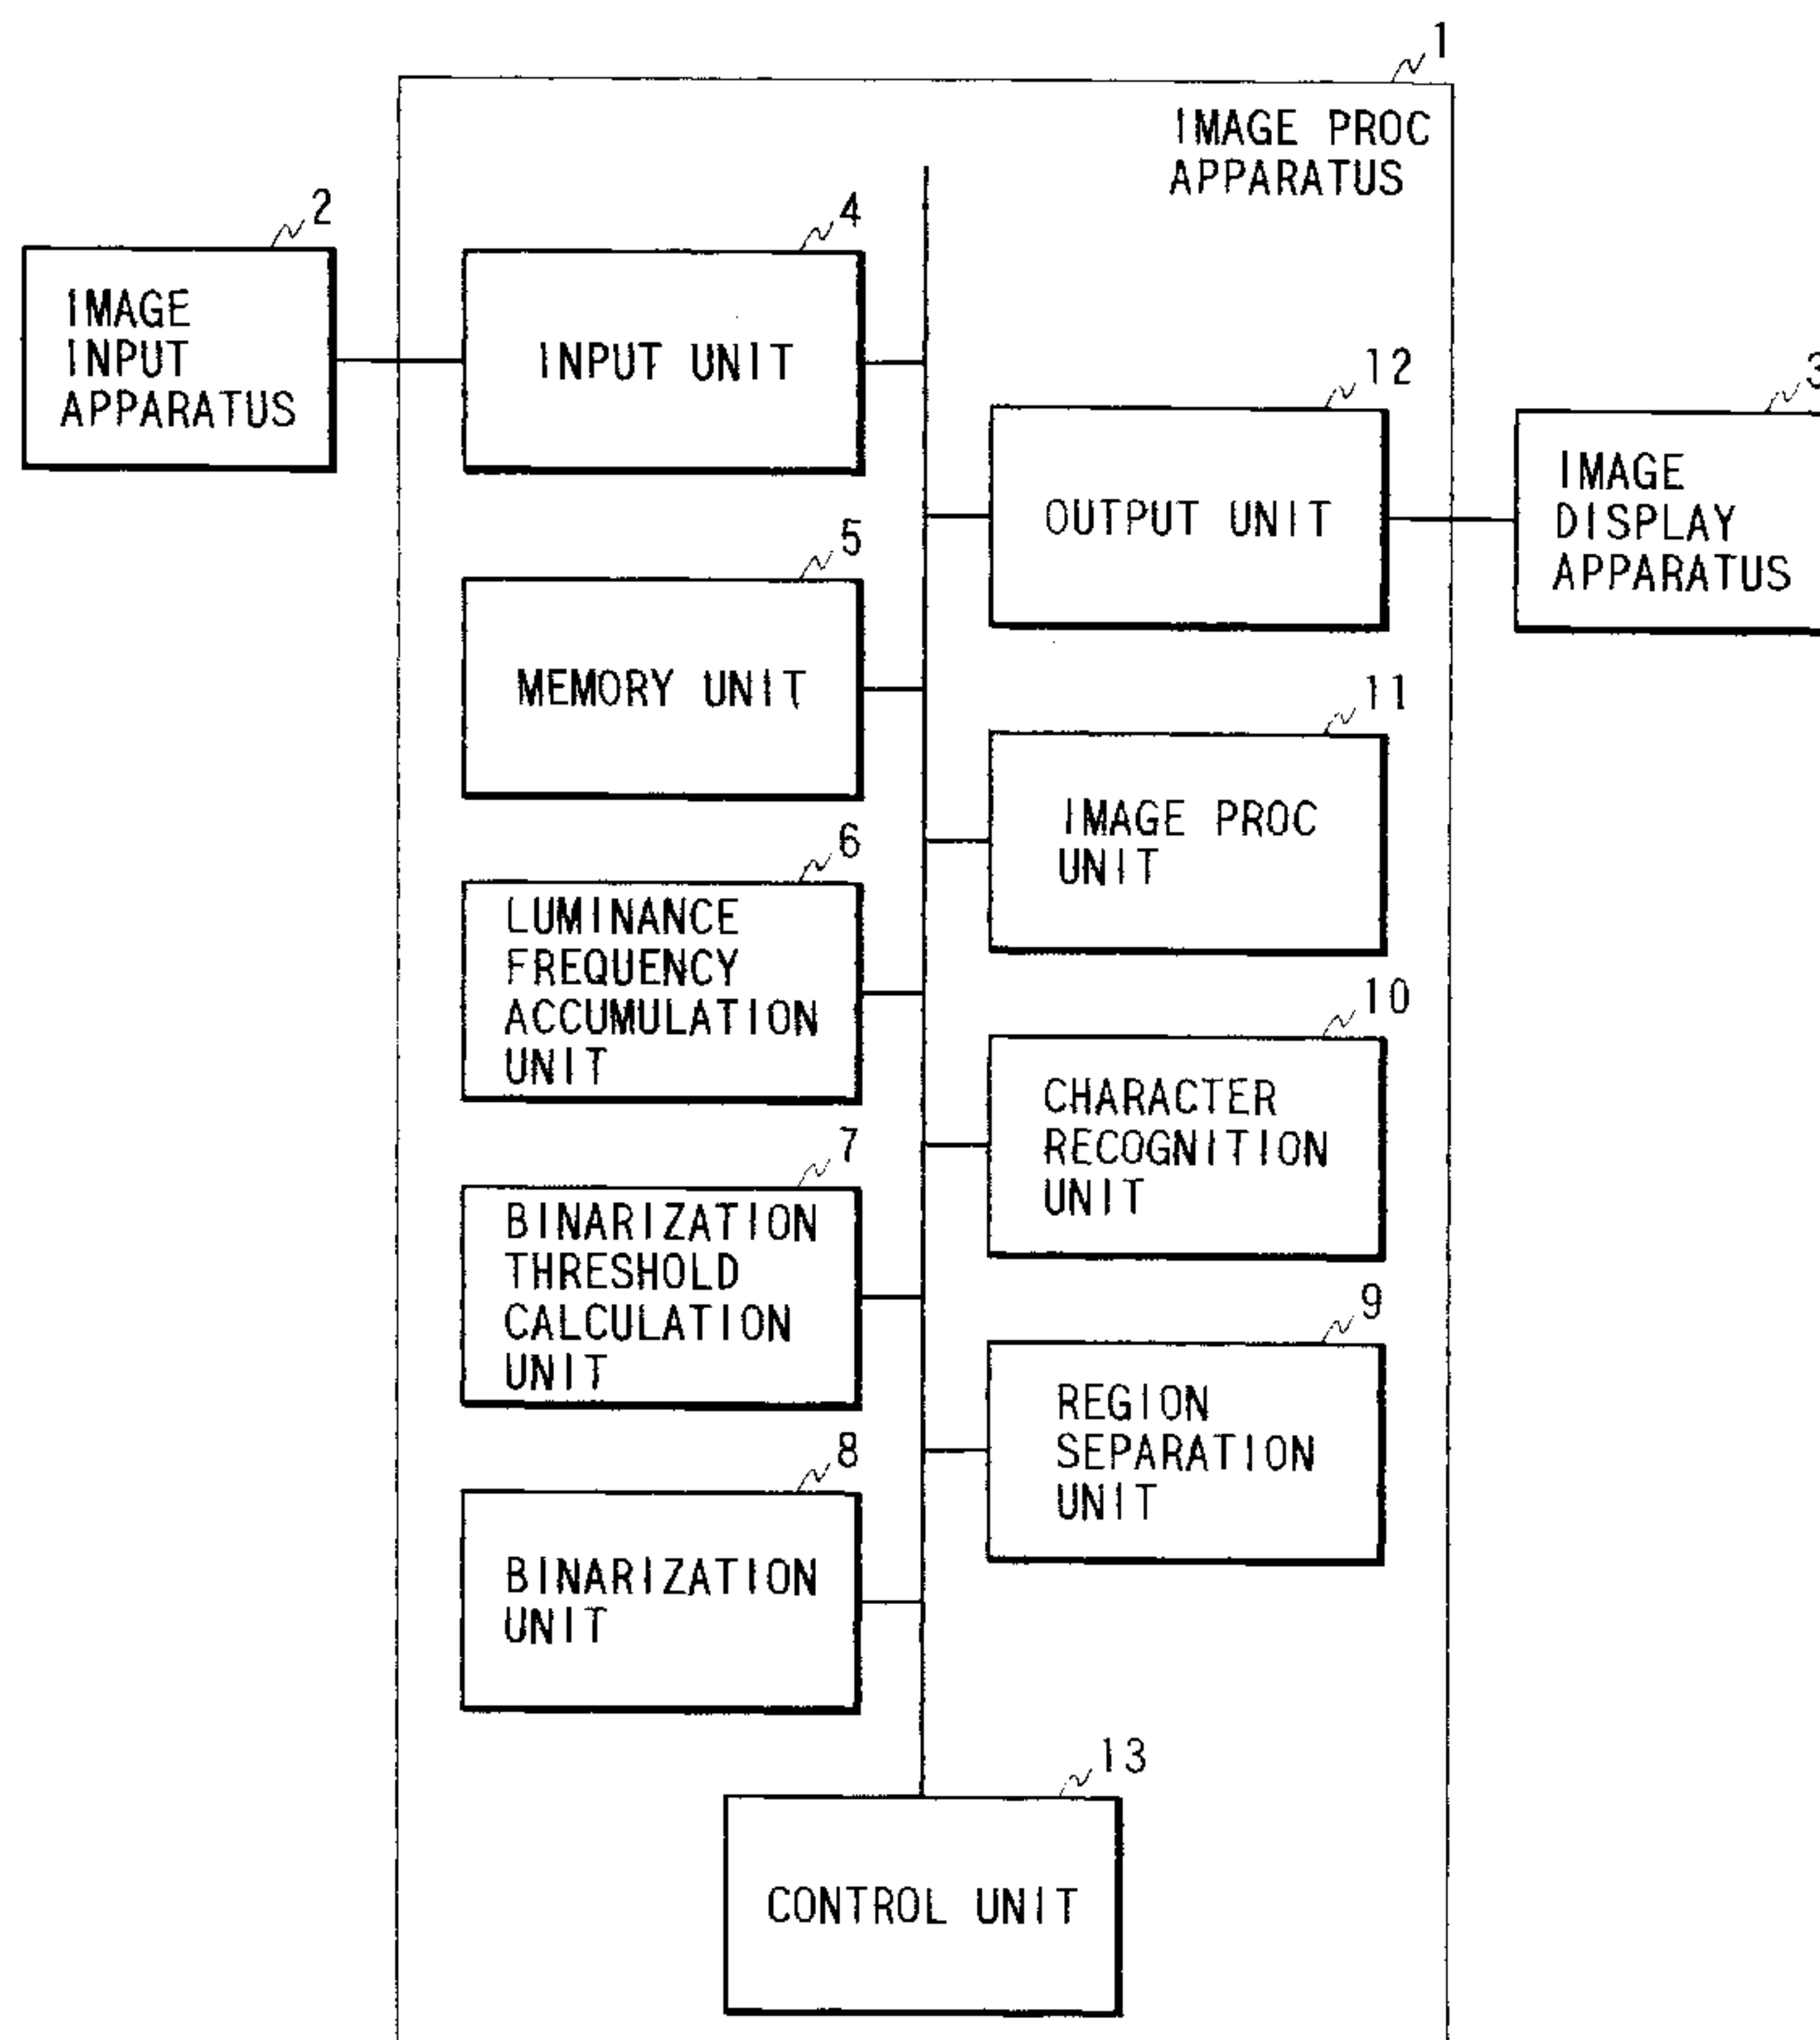 1
IMAGE PROC
APPARATUS
2
IMAGE
INPUT
APPARATUS
4
INPUT UNIT
12
OUTPUT UNIT
3
IMAGE
DISPLAY
APPARATUS
5
MEMORY UNIT
11
IMAGE PROC
UNIT
6
LUMINANCE
FREQUENCY
ACCUMULATION
UNIT
10
CHARACTER
RECOGNITION
UNIT
7
BINARIZATION
THRESHOLD
CALCULATION
UNIT
9
REGION
SEPARATION
UNIT
8
BINARIZATION
UNIT
13
CONTROL UNIT